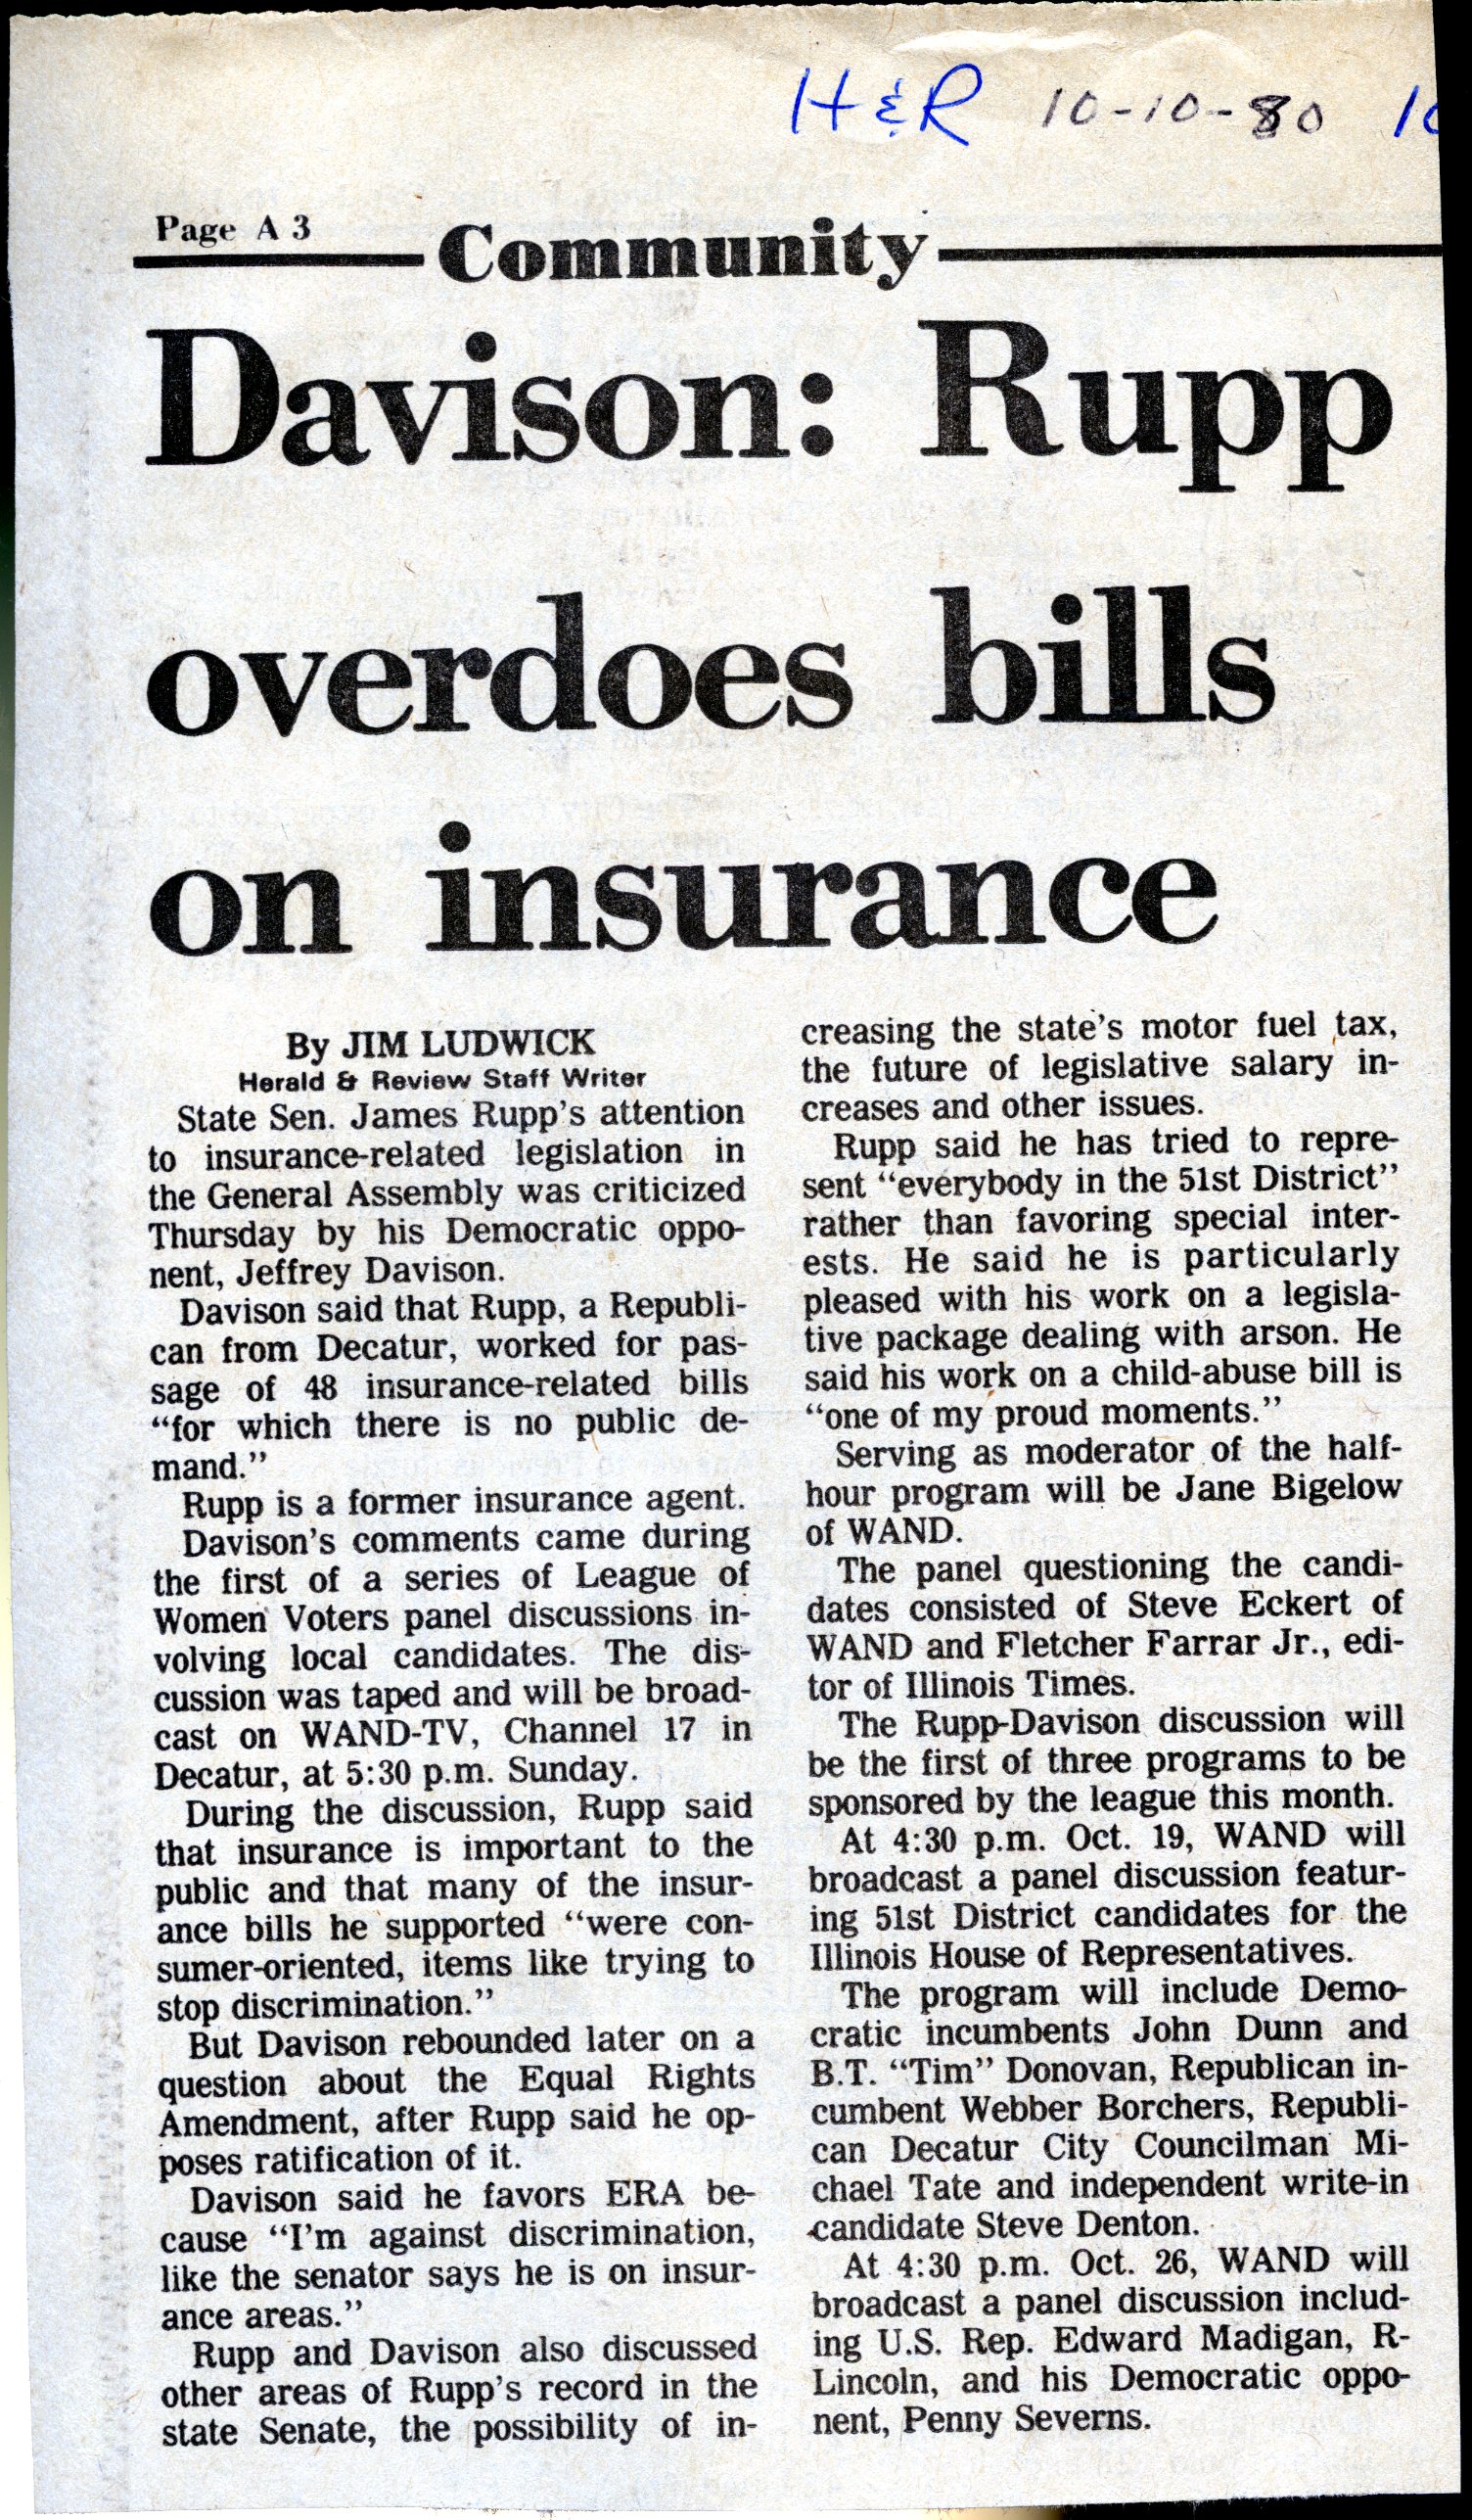 H & R 10-10-80
Page A 3
Community
Davison: Rupp
overdoes bills
on insurance
By JIM LUDWICK
Herald & Review Staff Writer
State Sen. James Rupp's attention
to insurance-related legislation in
the General Assembly was criticized
Thursday by his Democratic oppo-
nent, Jeffrey Davison.
Davison said that Rupp, a Republi-
can from Decatur, worked for pas-
sage of 48 insurance-related bills
“for which there is no public de-
mand.”
Rupp is a former insurance agent.
Davison's comments came during
the first of a series of League of
Women Voters panel discussions in-
volving local candidates. The dis-
cussion was taped and will be broad-
cast on WAND-TV, Channel 17 in
Decatur, at 5:30 p.m. Sunday.
During the discussion, Rupp said
that insurance is important to the
public and that many of the insur-
ance bills he supported “were con-
sumer-oriented, items like trying to
stop discrimination.”
But Davison rebounded later on a
question about the Equal Rights
Amendment, after Rupp said he op-
poses ratification of it.
Davison said he favors ERA be-
cause “I'm against discrimination,
like the senator says he is on insur-
ance areas.”
Rupp and Davison also discussed
other areas of Rupp's record in the
state Senate, the possibility of in-
creasing the state's motor fuel tax,
the future of legislative salary in-
creases and other issues.
Rupp said he has tried to repre-
sent “everybody in the 51st District”
rather than favoring special inter-
ests. He said he is particularly
pleased with his work on a legisla-
tive package dealing with arson. He
said his work on a child-abuse bill is
“one of my proud moments.”
Serving as moderator of the half-
hour program will be Jane Bigelow
of WAND.
The panel questioning the candi-
dates consisted of Steve Eckert of
WAND and Fletcher Farrar Jr., edi-
tor of Illinois Times.
The Rupp-Davison discussion will
be the first of three programs to be
sponsored by the league this month.
At 4:30 p.m. Oct. 19, WAND will
broadcast a panel discussion featur-
ing 51st District candidates for the
Illinois House of Representatives.
The program will include Demo-
cratic incumbents John Dunn and
B.T. “Tim” Donovan, Republican in-
cumbent Webber Borchers, Republi-
can Decatur City Councilman Mi-
chael Tate and independent write-in
candidate Steve Denton.
At 4:30 p.m. Oct. 26, WAND will
broadcast a panel discussion includ-
ing U.S. Rep. Edward Madigan, R-
Lincoln, and his Democratic oppo-
nent, Penny Severns.